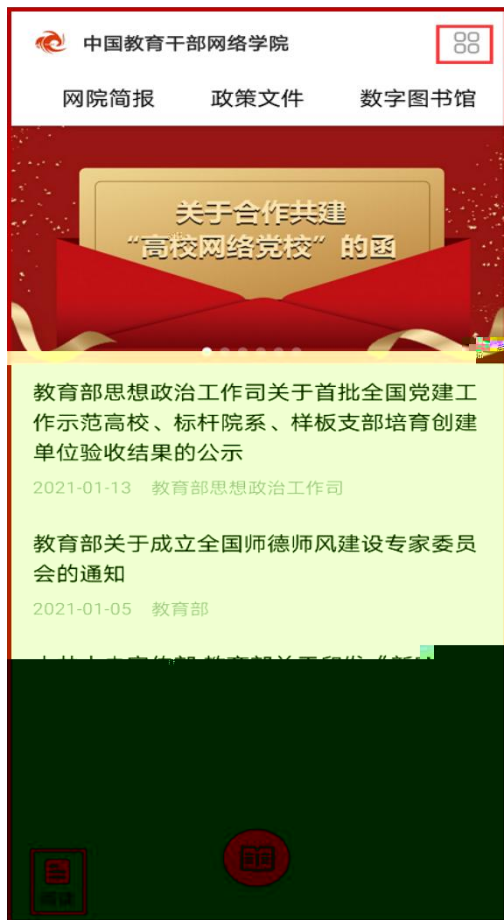 中国教育干部网络学院
网院简报 政策文件 数字图书馆
关于合作共建
“高校网络党校”的函
教育部思想政治工作司关于首批全国党建工
作示范高校、标杆院系、样板支部培育创建
单位验收结果的公示
2021-01-13 教育部思想政治工作司
教育部关于成立全国师德师风建设专家委员
会的通知
2021-01-05 教育部